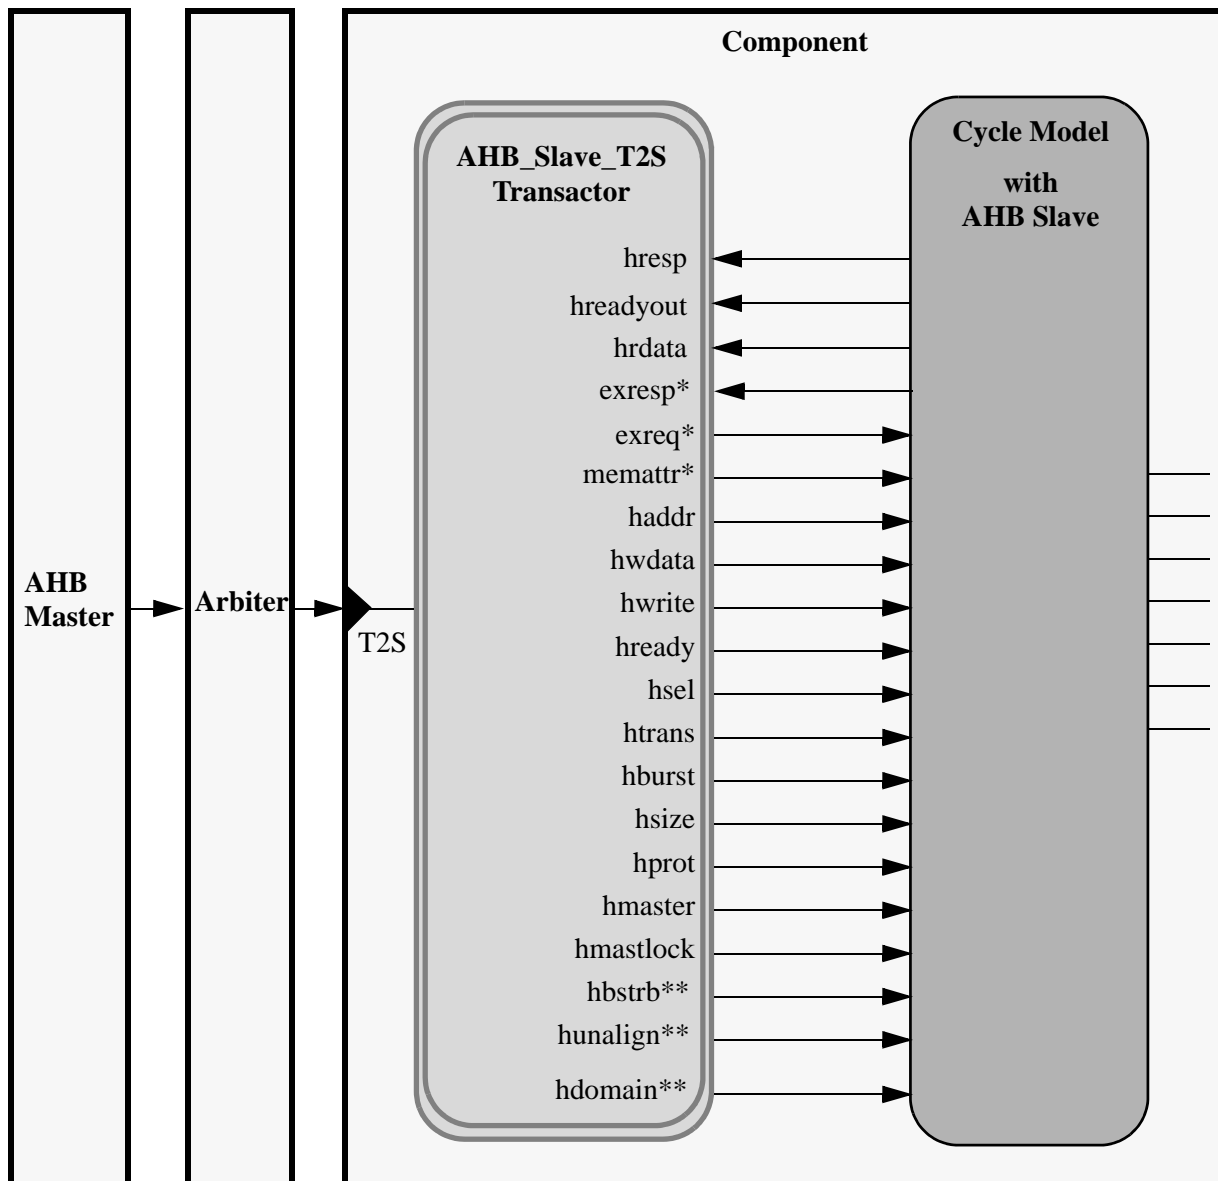 Component
AHB_Slave_T2S
Transactor
Cycle Model
with
AHB Slave
hresp
hreadyout
hrdata
exresp*
exreq*
memattr*
haddr
hwdata
hwrite
hready
hsel
htrans
hburst
hsize
hprot
hmaster
hmastlock
hbstrb**
hunalign**
hdomain**
AHB
Master
Arbiter
T2S